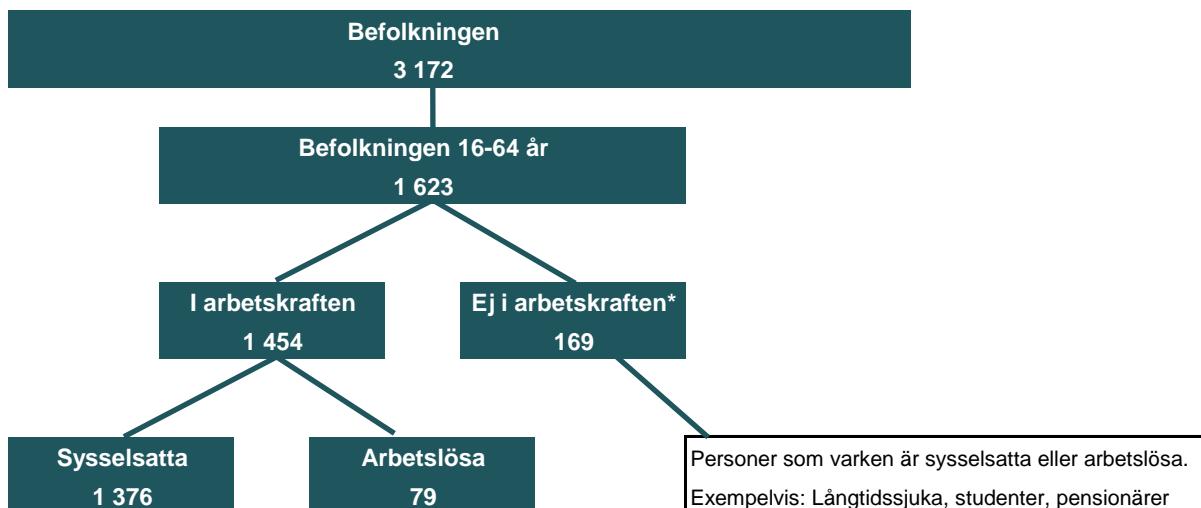 Befolkningen
3 172
Befolkningen 16-64 år
1 623
I arbetskraften
1 454
Ej i arbetskraften*
169
Sysselsatta
1 376
Arbetslösa
79
Personer som varken är sysselsatta eller arbetslösa.
Exempelvis: Långtidssjuka, studenter, pensionärer